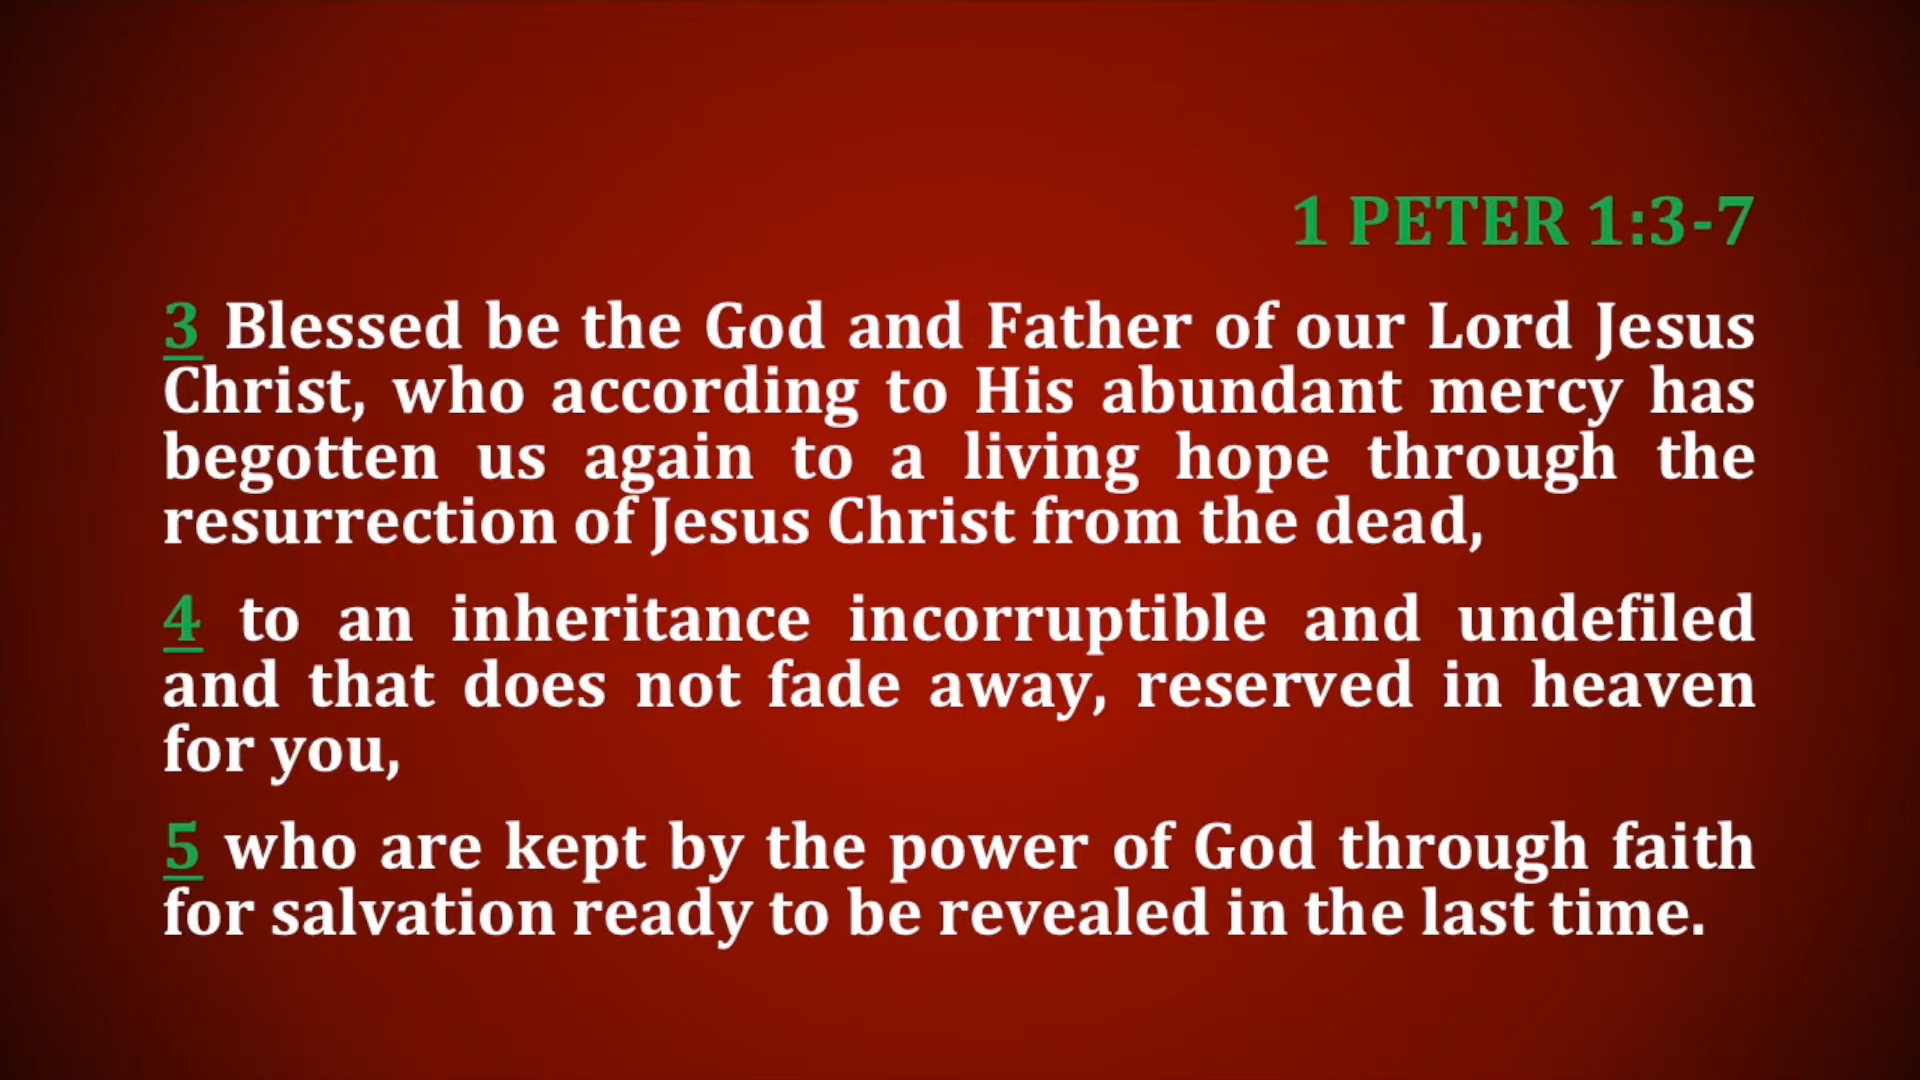 1 PETER 1:3-7
3 Blessed be the God and Father of our Lord Jesus
Christ, who according to His abundant mercy has
begotten us again to a living hope through the
resurrection of Jesus Christ from the dead,
4 to an inheritance incorruptible and undefiled
and that does not fade away, reserved in heaven
for you,
5 who are kept by the power of God through faith
for salvation ready to be revealed in the last time.